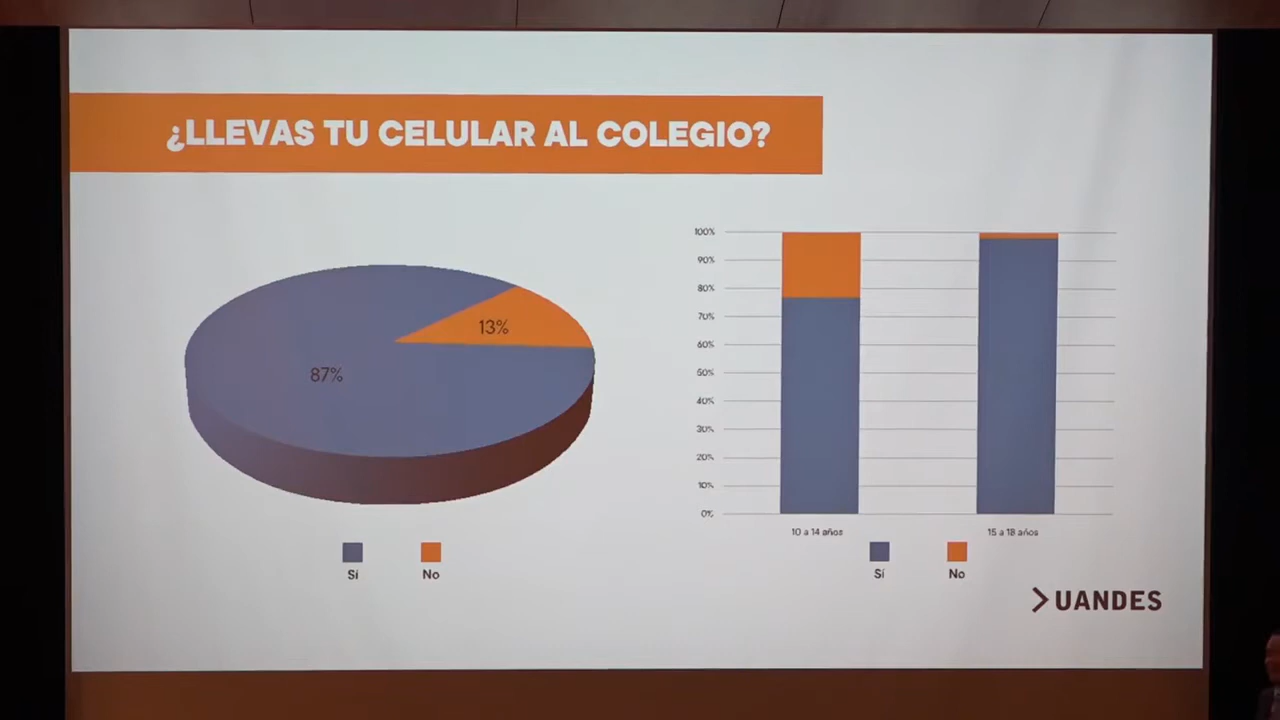 ¿LLEVAS TU CELULAR AL COLEGIO?
13%
87%
Sí
No
100%
90%
80%
70%
60%
50%
40%
30%
20%
10%
0%
10 a 14 años
15 a 18 años
Sí
No
UANDES